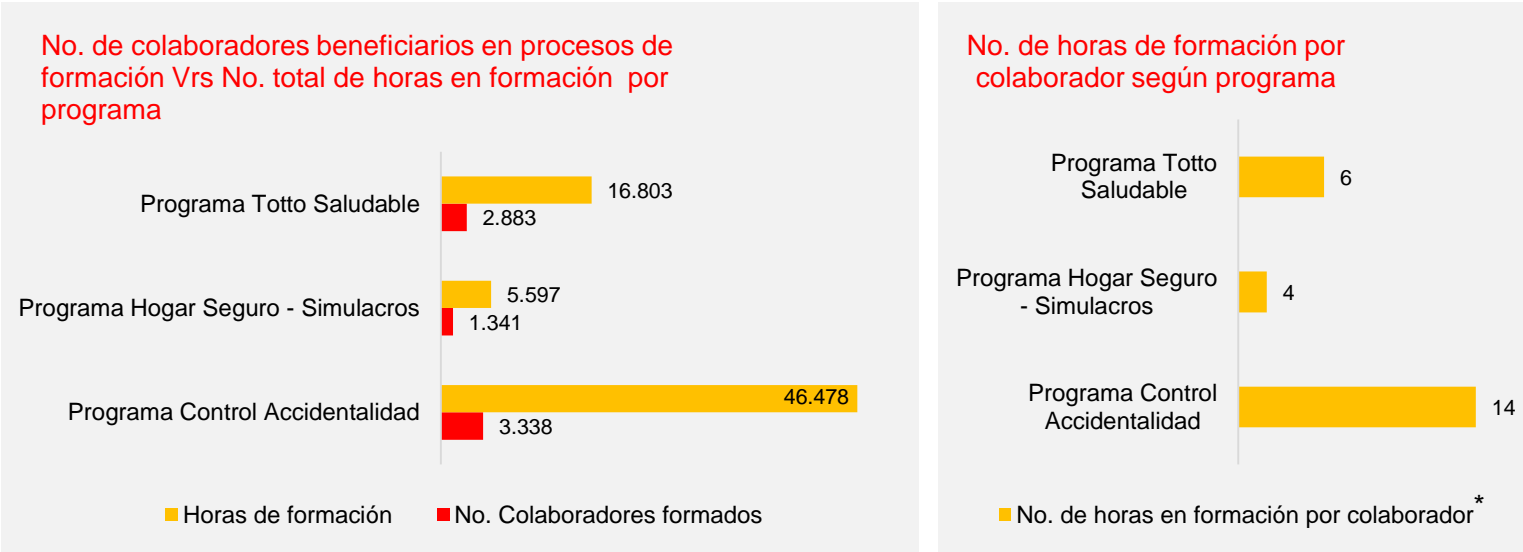 No. de colaboradores beneficiarios en procesos de
formación Vrs No. total de horas en formación por
programa
Programa Totto Saludable
16.803
2.883
Programa Hogar Seguro - Simulacros
5.597
1.341
Programa Control Accidentalidad
46.478
3.338
Horas de formación
No. Colaboradores formados
No. de horas de formación por
colaborador según programa
Programa Totto
Saludable
6
Programa Hogar Seguro
- Simulacros
4
Programa Control
Accidentalidad
14
No. de horas en formación por colaborador*